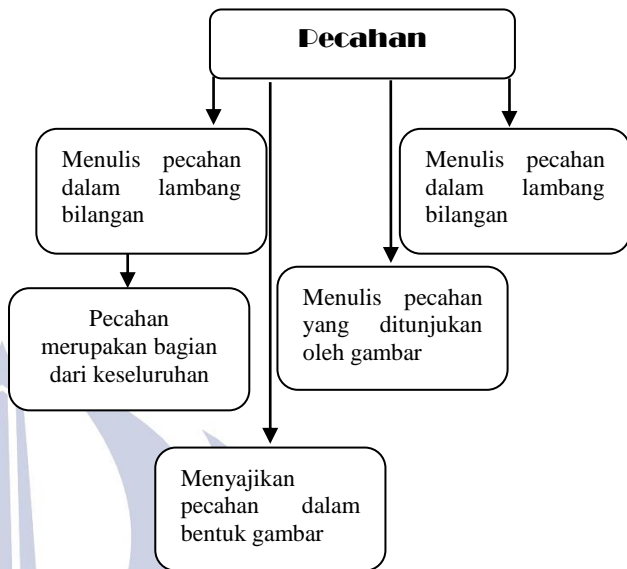 Pecahan
Menulis pecahan
dalam lambang
bilangan
Menulis pecahan
dalam lambang
bilangan
Pecahan
merupakan bagian
dari keseluruhan
Menulis pecahan
yang ditunjukan
oleh gambar
Menyajikan
pecahan dalam
bentuk gambar